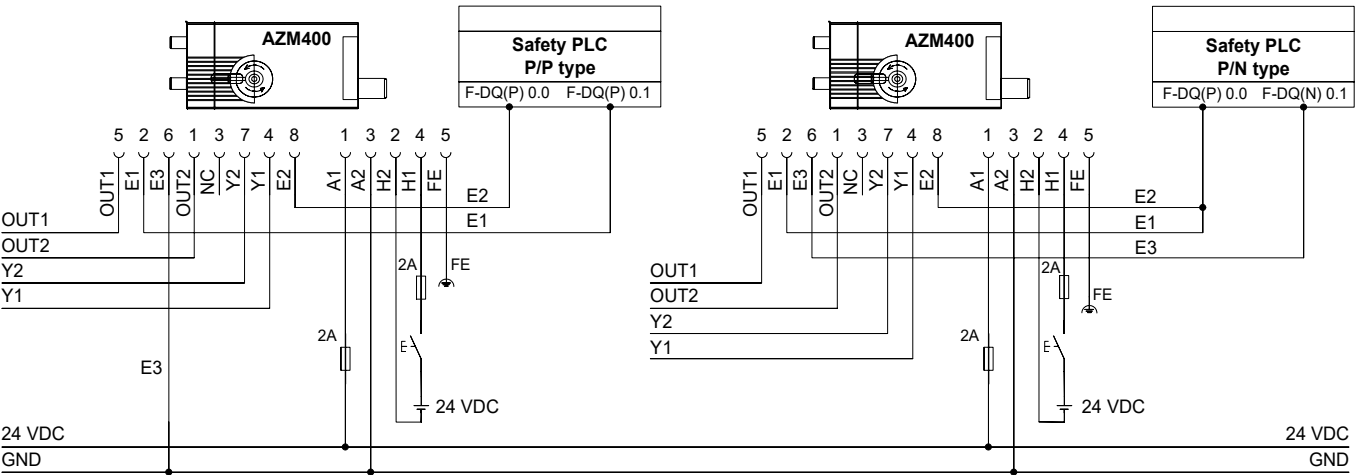 AZM400
Safety PLC
P/P type
F-DQ(P) 0.0 F-DQ(P) 0.1
5 2 6 1 3 7 4 8 1 3 2 4 5
OUT1 E1 E3 OUT2 NC Y2 Y1 E2 A1 A2 H2 H1 FE
E2
E1
OUT1
OUT2
Y2
Y1
2A
FE
2A
E3
24 VDC
AZM400
Safety PLC
P/N type
F-DQ(P) 0.0 F-DQ(N) 0.1
5 2 6 1 3 7 4 8 1 3 2 4 5
OUT1 E1 E3 OUT2 NC Y2 Y1 E2 A1 A2 H2 H1 FE
E2
E1
E3
OUT1
OUT2
Y2
Y1
2A
FE
2A
24 VDC
24 VDC 24 VDC
GND GND